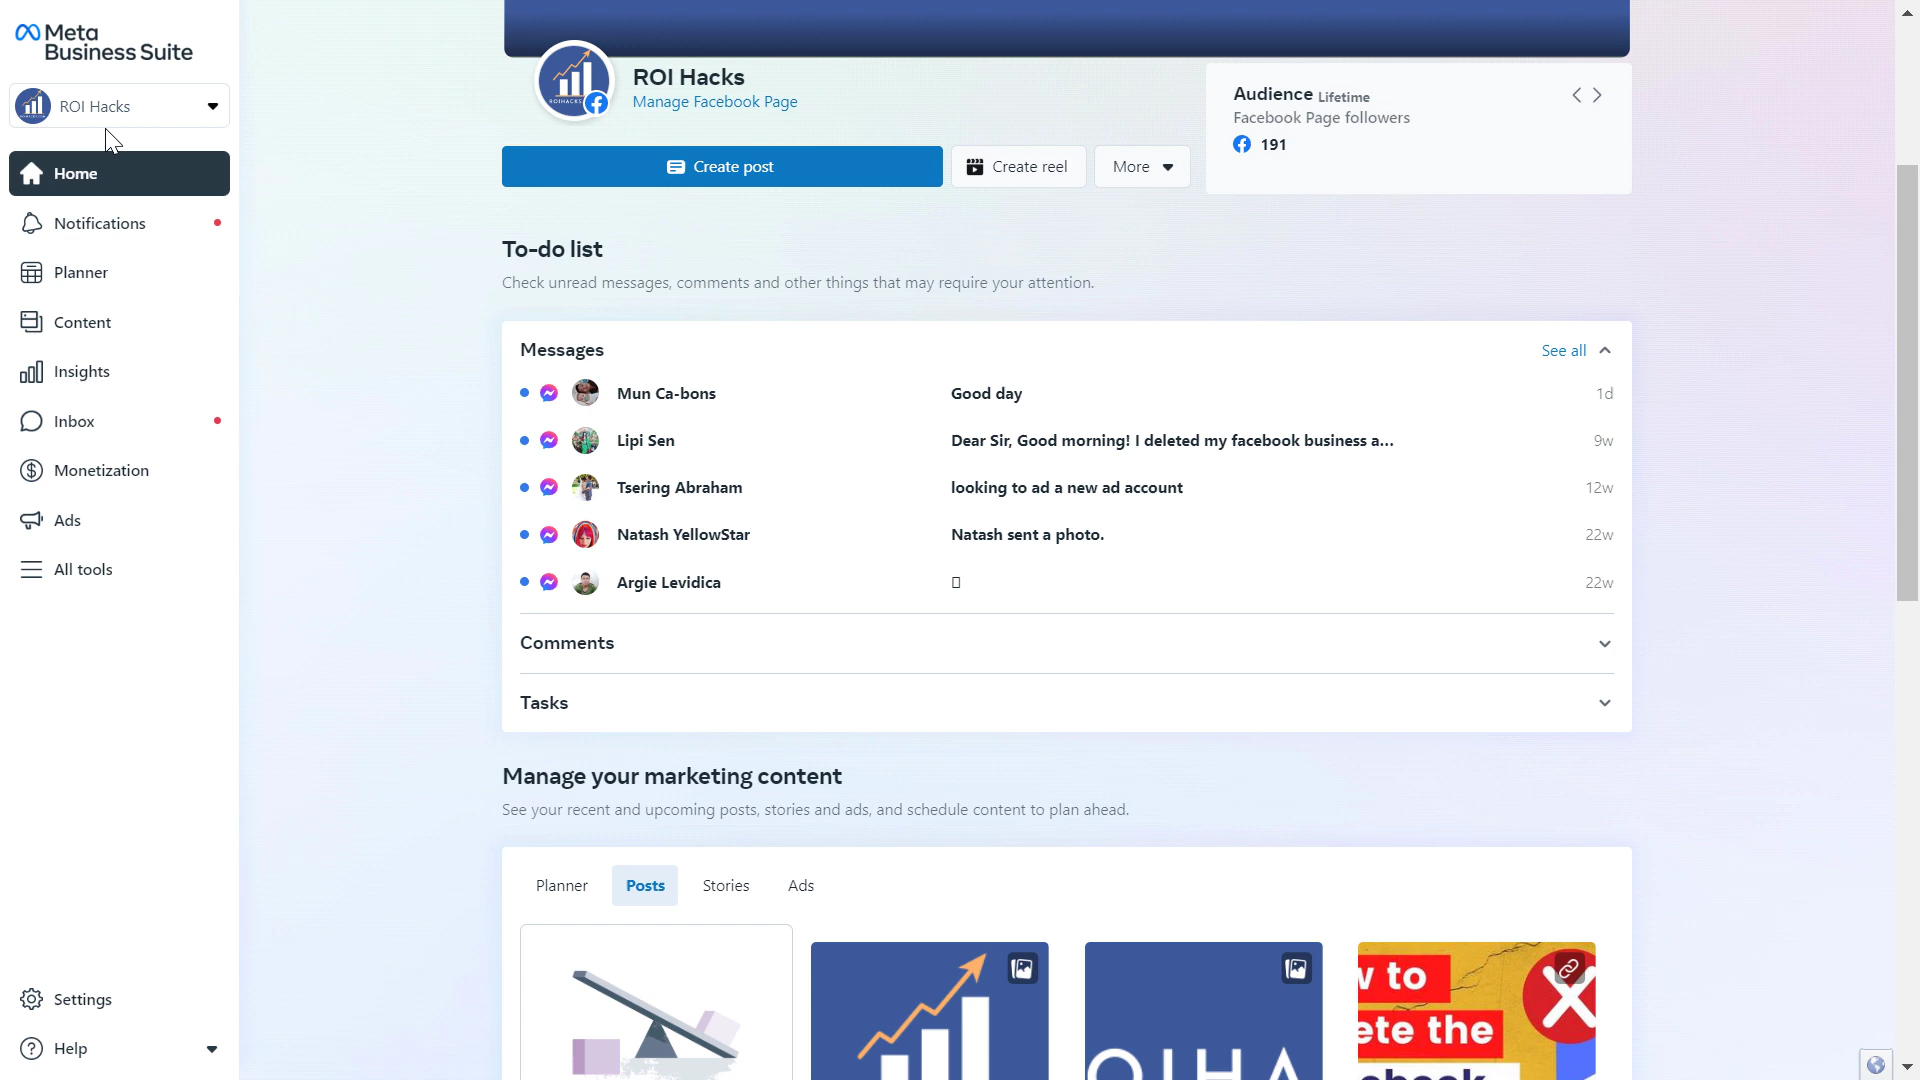 Meta
Business Suite
ROI Hacks
Home
Notifications
Planner
Content
Insights
Inbox
Monetization
Ads
All tools
Settings
Help
ROI Hacks
Manage Facebook Page
Create post
Create reel
More
Audience Lifetime
Facebook Page followers
191
To-do list
Check unread messages, comments and other things that may require your attention.
Messages
See all
Mun Ca-bons Good day 1d
Lipi Sen Dear Sir, Good morning! I deleted my facebook business a... 9w
Tsering Abraham looking to ad a new ad account 12w
Natash YellowStar Natash sent a photo. 22w
Argie Levidica 22w
Comments
Tasks
Manage your marketing content
See your recent and upcoming posts, stories and ads, and schedule content to plan ahead.
Planner Posts Stories Ads
OIHA
w to
ete the
ebook